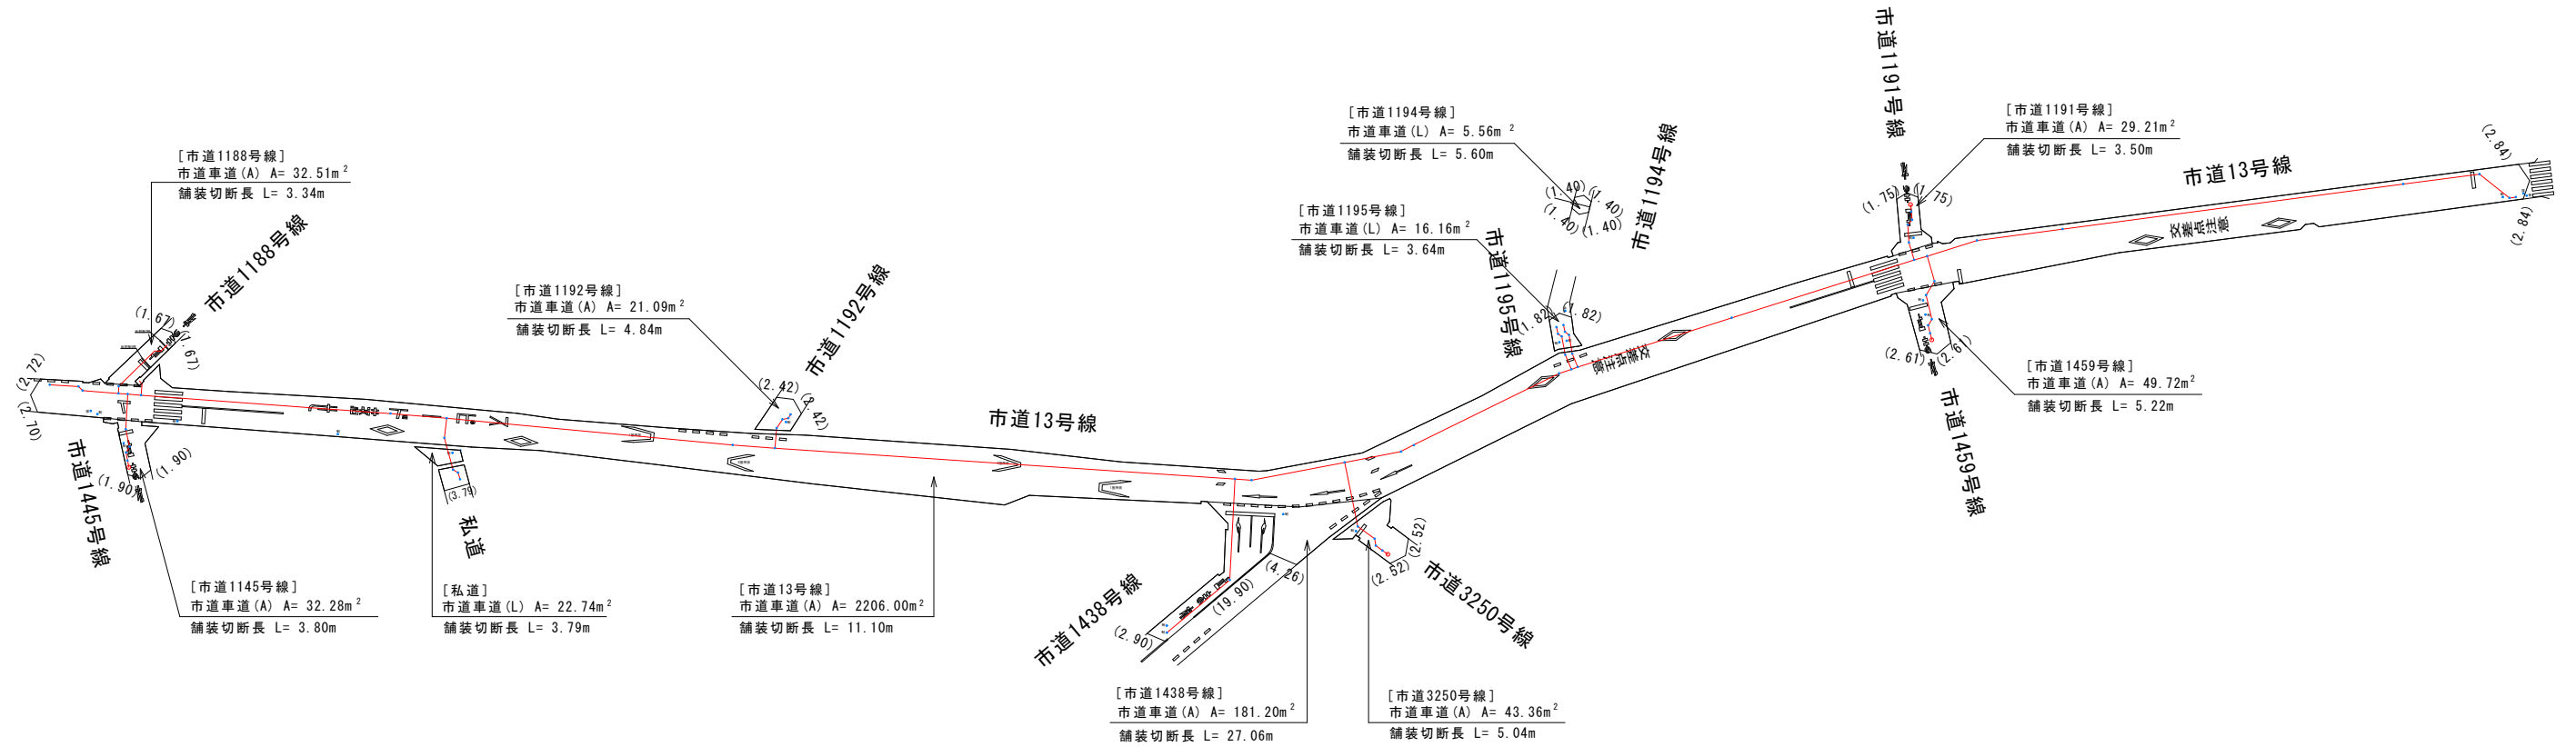 市道1191号線
[市道1194号線]
市道車道(L) A= 5.56m²
舗装切断長 L= 5.60m
[市道1191号線]
市道車道(A) A= 29.21m²
舗装切断長 L= 3.50m
市道1194号線
[市道1188号線]
市道車道(A) A= 32.51m²
舗装切断長 L= 3.34m
市道13号線
(2.84)
(2.84)
(1.40)
(1.40)
(1.40)
(1.40)
(1.75)
(1.75)
[市道1195号線]
市道車道(L) A= 16.16m²
舗装切断長 L= 3.64m
市道1195号線
交差点注意
市道1188号線
[市道1192号線]
市道車道(A) A= 21.09m²
舗装切断長 L= 4.84m
市道1192号線
(1.67)
(1.67)
(1.82)
(1.82)
交差点注意
(2.61)
(2.61)
[市道1459号線]
市道車道(A) A= 49.72m²
舗装切断長 L= 5.22m
市道1459号線
(2.72)
(2.70)
(2.42)
(2.42)
市道13号線
市道1445号線
(1.90)
(1.90)
(3.79)
私道
(4.26)
(19.90)
(2.90)
(2.52)
(2.52)
市道1438号線
市道3250号線
[市道1145号線]
市道車道(A) A= 32.28m²
舗装切断長 L= 3.80m
[私道]
市道車道(L) A= 22.74m²
舗装切断長 L= 3.79m
[市道13号線]
市道車道(A) A= 2206.00m²
舗装切断長 L= 11.10m
[市道1438号線]
市道車道(A) A= 181.20m²
舗装切断長 L= 27.06m
[市道3250号線]
市道車道(A) A= 43.36m²
舗装切断長 L= 5.04m